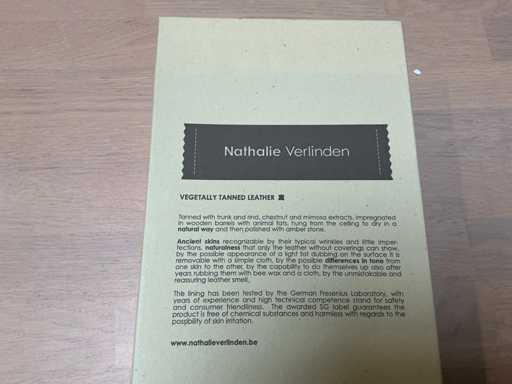 Nathalie Verlinden
VEGETALLY TANNED LEATHER
Tanned with trunk and rind, chestnut and mimosa extracts, impregnated
in wooden barrels with animal fats, hung from the ceiling to dry in a
natural way and then polished with amber stone.
Ancient skins recognizable by their typical wrinkles and little imper-
fections, naturalness that only the leather without coverings can show,
by the possible appearance of a light fat dubbing on the surface it is
removable with a simple cloth, by the possible differences in tone from
one skin to the other, by the capability to do themselves up also after
years rubbing them with bee wax and a cloth, by the unmistakable and
reassuring leather smell.
The lining has been tested by the German Fresenius Laboratory, with
years of experience and high technical competence stand for safety
and consumer friendliness. The awarded SG label guarantees the
product is free of chemical substances and harmless with regards to the
possibility of skin irritation.
www.nathalieverlinden.be